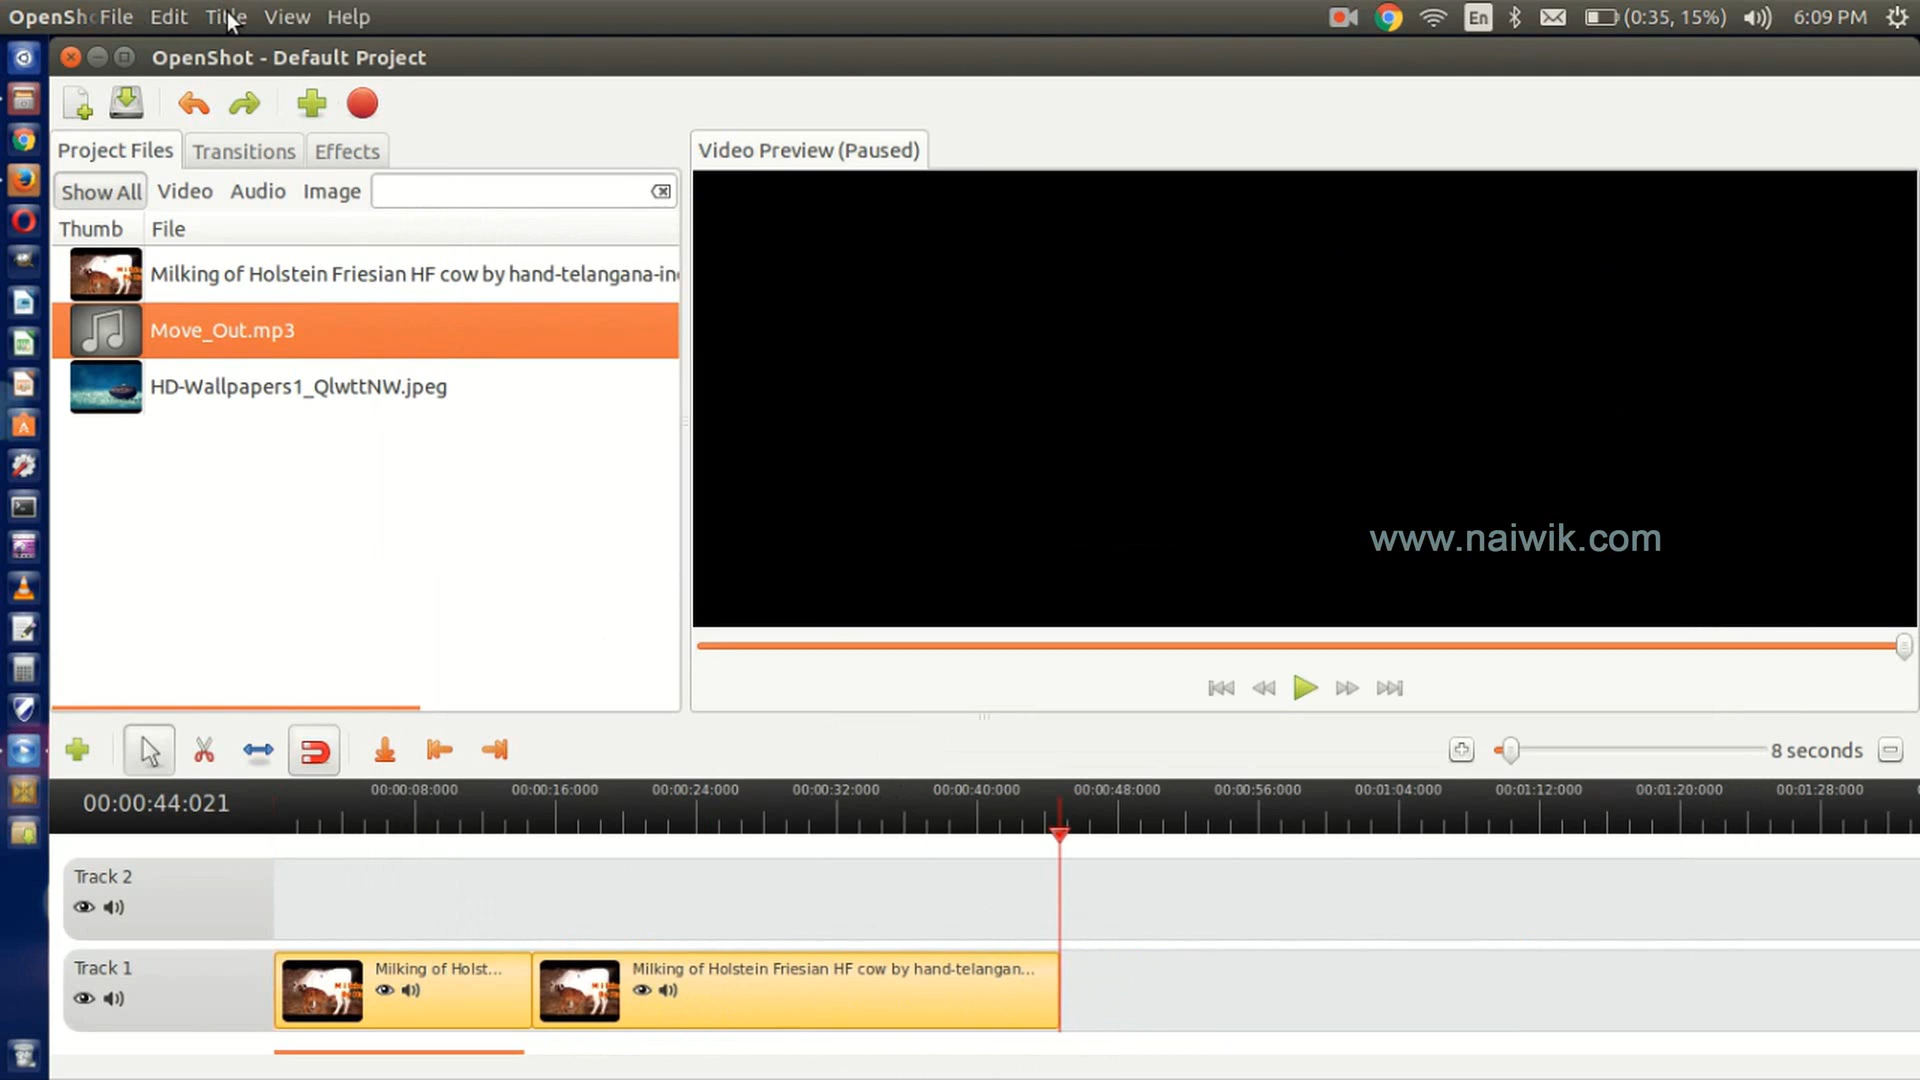 OpenSho File Edit Title View Help
En (0:35, 15%) 6:09 PM
OpenShot - Default Project
Project Files Transitions Effects
Video Preview (Paused)
Show All Video Audio Image
Thumb File
Milking of Holstein Friesian HF cow by hand-telangana-in
Move_Out.mp3
HD-Wallpapers1_QlwttNW.jpeg
www.naiwik.com
8 seconds
00:00:44:021
00:00:08:000 00:00:16:000 00:00:24:000 00:00:32:000 00:00:40:000 00:00:48:000 00:00:56:000 00:01:04:000 00:01:12:000 00:01:20:000 00:01:28:000
Track 2
Track 1
Milking of Holst...
Milking of Holstein Friesian HF cow by hand-telangan...